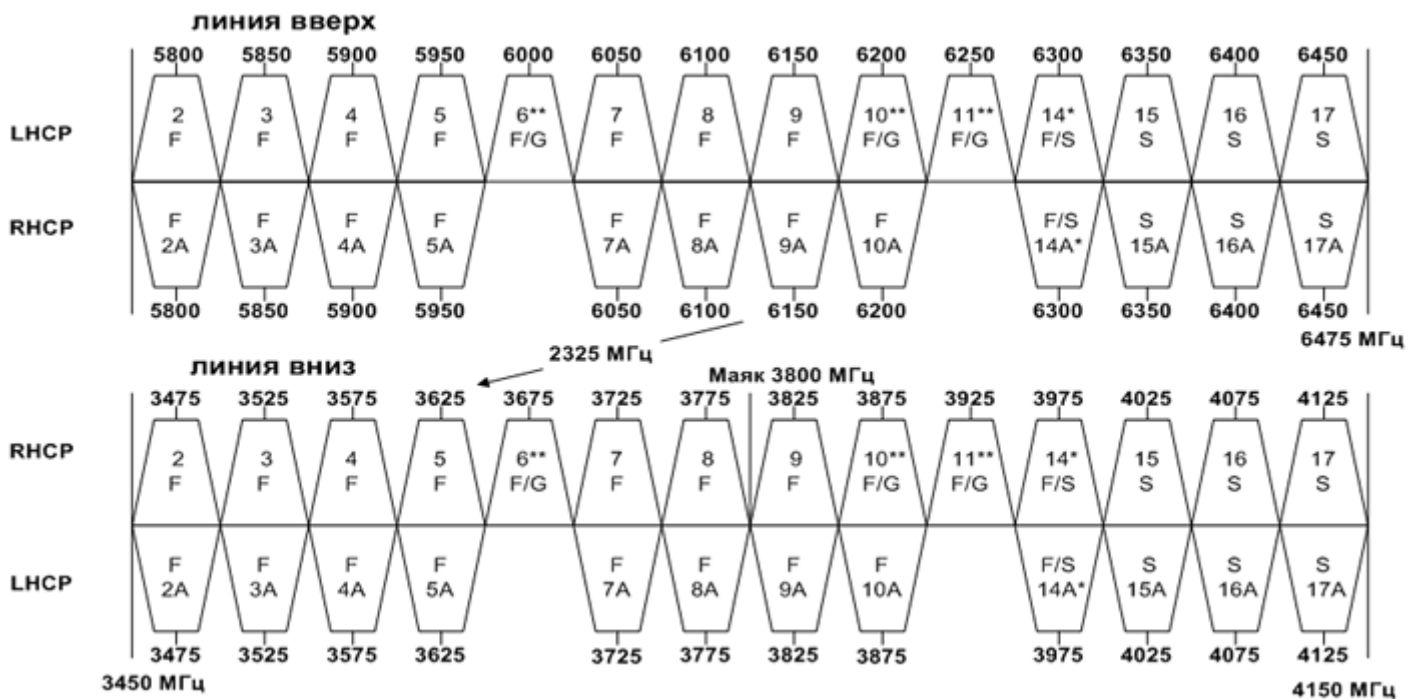 линия вверх
5800 5850 5900 5950 6000 6050 6100 6150 6200 6250 6300 6350 6400 6450
LHCP
2 3 4 5 6** 7 8 9 10** 11** 14* 15 16 17
F F F F F/G F F F F/G F/G F/S S S S
RHCP
F F F F F F F F F/S S S S
2A 3A 4A 5A 7A 8A 9A 10A 14A* 15A 16A 17A
5800 5850 5900 5950 6050 6100 6150 6200 6300 6350 6400 6450
6475 МГц
2325 МГц
линия вниз
Маяк 3800 МГц
3475 3525 3575 3625 3675 3725 3775 3825 3875 3925 3975 4025 4075 4125
RHCP
2 3 4 5 6** 7 8 9 10** 11** 14* 15 16 17
F F F F F/G F F F F/G F/G F/S S S S
LHCP
F F F F F F F F F/S S S S
2A 3A 4A 5A 7A 8A 9A 10A 14A* 15A 16A 17A
3475 3525 3575 3625 3725 3775 3825 3875 3975 4025 4075 4125
3450 МГц
4150 МГц